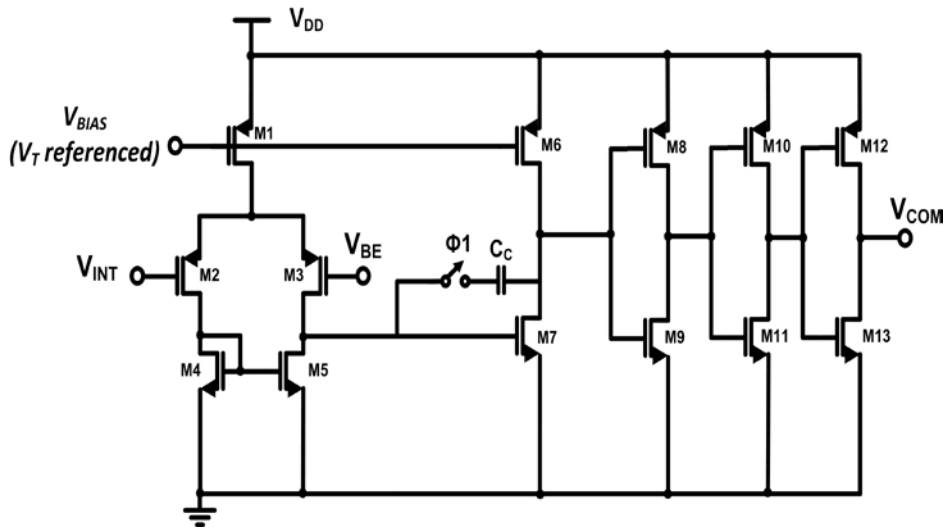 VDD
VBIAS
(VT referenced)
M1
M6
M8
M10
M12
VCOM
VINT
M2
M3
VBE
Φ1
CC
M4
M5
M7
M9
M11
M13